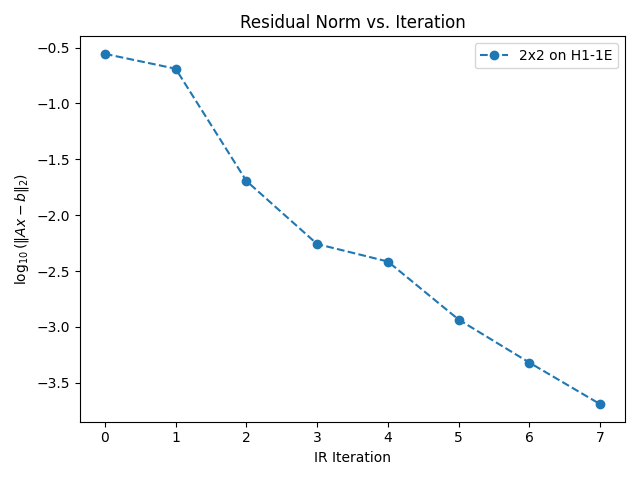 Residual Norm vs. Iteration
2x2 on H1-1E
−0.5
−1.0
−1.5
−2.0
−2.5
−3.0
−3.5
log₁₀(‖Ax − b‖₂)
0 1 2 3 4 5 6 7
IR Iteration